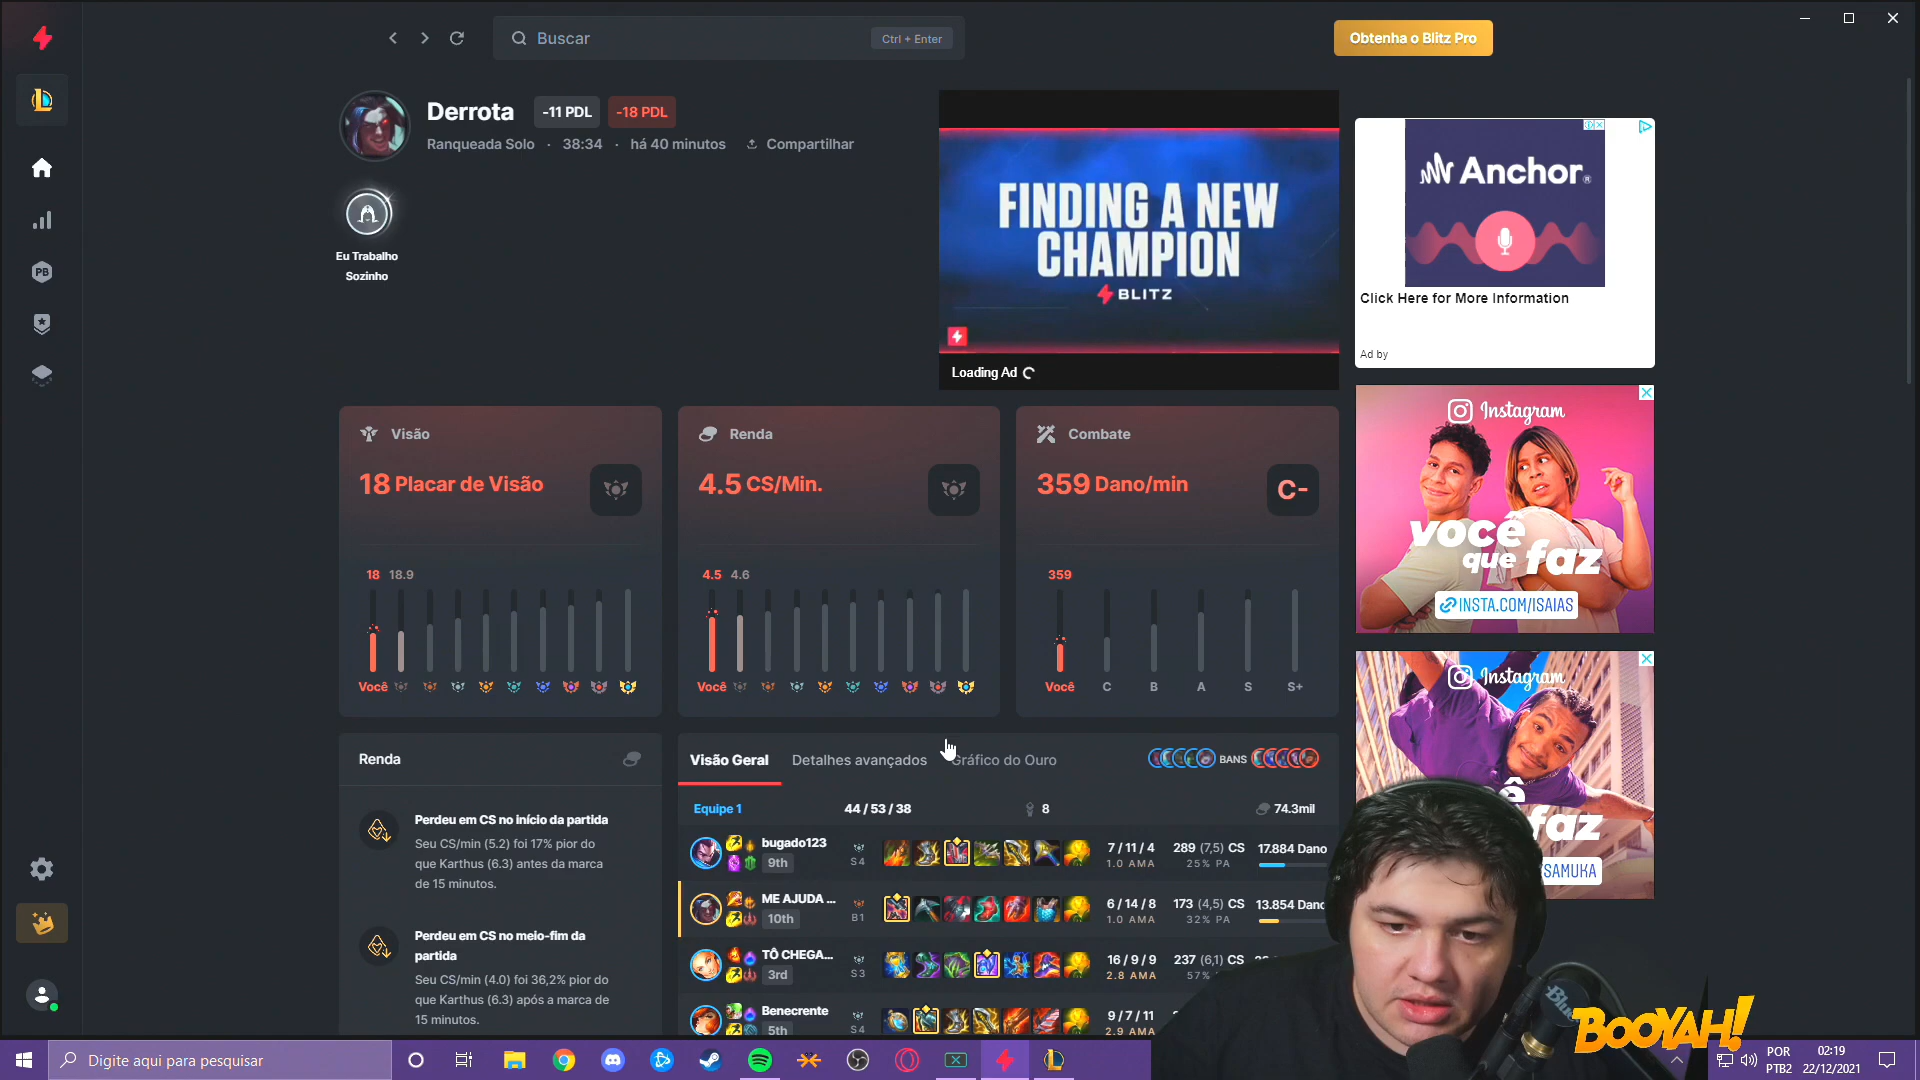 Buscar
Ctrl + Enter
Obtenha o Blitz Pro
Derrota
-11 PDL
-18 PDL
Ranqueada Solo · 38:34 · há 40 minutos
Compartilhar
Eu Trabalho
Sozinho
FINDING A NEW
CHAMPION
BLITZ
Loading Ad
Anchor
Click Here for More Information
Ad by
Visão
18 Placar de Visão
18 18.9
Você
Renda
4.5 CS/Min.
4.5 4.6
Você
Combate
359 Dano/min
C-
359
Você C B A S S+
Instagram
você
que faz
INSTA.COM/ISAIAS
Instagram
faz
SAMUKA
Renda
Perdeu em CS no início da partida
Seu CS/min (5.2) foi 17% pior do
que Karthus (6.3) antes da marca
de 15 minutos.
Perdeu em CS no meio-fim da
partida
Seu CS/min (4.0) foi 36,2% pior do
que Karthus (6.3) após a marca de
15 minutos.
Visão Geral
Detalhes avançados
Gráfico do Ouro
BANS
Equipe 1
44 / 53 / 38
8
74.3mil
bugado123
9th
S4
7 / 11 / 4
1.0 AMA
289 (7,5) CS
25% PA
17.884 Dano
ME AJUDA ...
10th
B1
6 / 14 / 8
1.0 AMA
173 (4,5) CS
32% PA
13.854 Dano
TÔ CHEGA...
3rd
S3
16 / 9 / 9
2.8 AMA
237 (6,1) CS
57%
Benecrente
5th
S4
9 / 7 / 11
2.9 AMA
PB
BOOYAH!
Blue
Digite aqui para pesquisar
POR
PTB2
02:19
22/12/2021